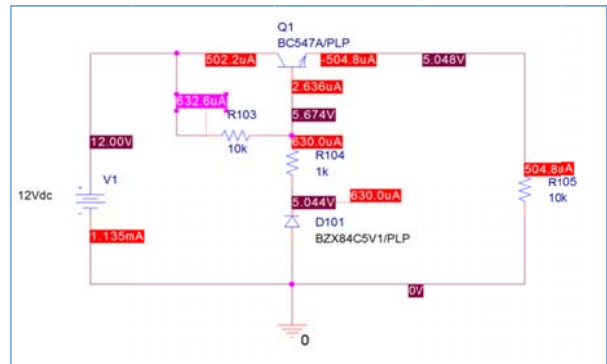 Q1
BC547A/PLP
502.2uA
-504.8uA
5.048V
2.636uA
632.6uA
5.674V
R103
10k
630.0uA
12.00V
R104
1k
504.8uA
R105
10k
V1
12Vdc
5.044V
630.0uA
D101
BZX84C5V1/PLP
1.135mA
0V
0